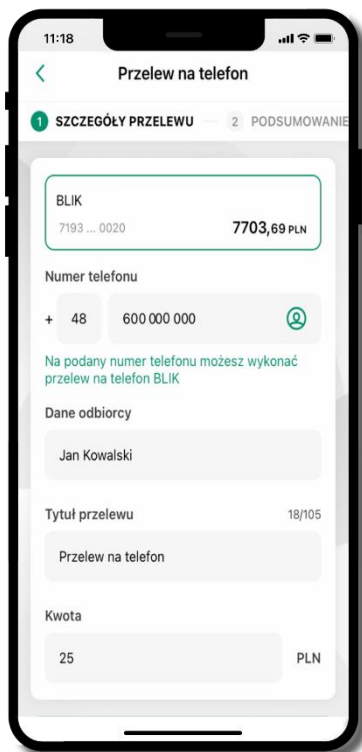 11:18
Przelew na telefon
1 SZCZEGÓŁY PRZELEWU 2 PODSUMOWANIE
BLIK
7193 ... 0020 7703,69 PLN
Numer telefonu
+ 48 600 000 000
Na podany numer telefonu możesz wykonać
przelew na telefon BLIK
Dane odbiorcy
Jan Kowalski
Tytuł przelewu 18/105
Przelew na telefon
Kwota
25 PLN